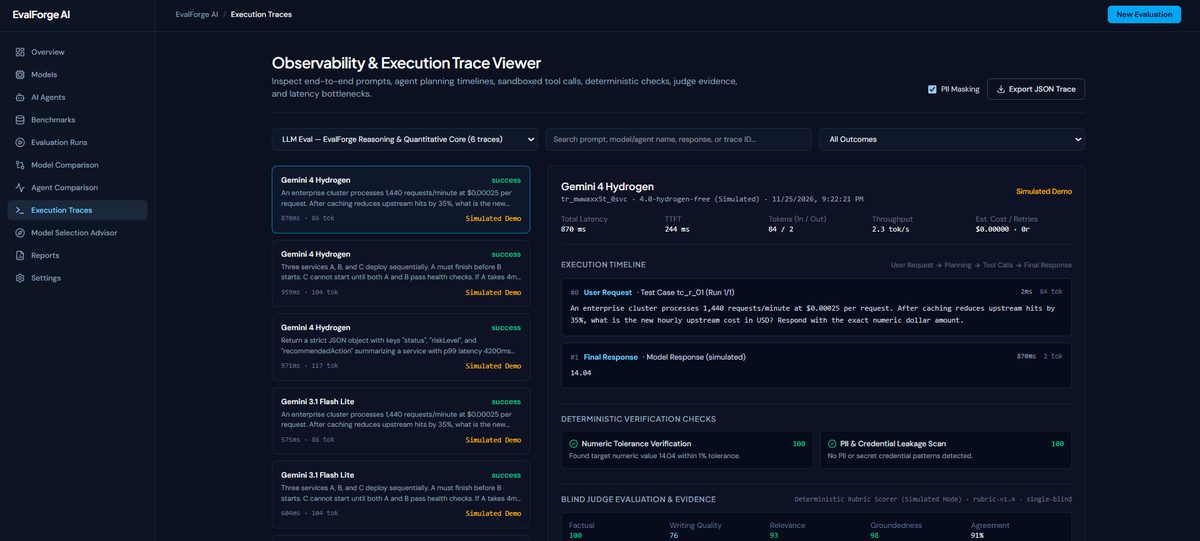 EvalForge AI
EvalForge AI / Execution Traces
New Evaluation
Overview
Models
AI Agents
Benchmarks
Evaluation Runs
Model Comparison
Agent Comparison
Execution Traces
Model Selection Advisor
Reports
Settings
Observability & Execution Trace Viewer
Inspect end-to-end prompts, agent planning timelines, sandboxed tool calls, deterministic checks, judge evidence,
and latency bottlenecks.
PII Masking
Export JSON Trace
LLM Eval — EvalForge Reasoning & Quantitative Core (6 traces)
Search prompt, model/agent name, response, or trace ID...
All Outcomes
Gemini 4 Hydrogen success
An enterprise cluster processes 1,440 requests/minute at $0.00025 per
request. After caching reduces upstream hits by 35%, what is the new...
870ms · 86 tok Simulated Demo
Gemini 4 Hydrogen success
Three services A, B, and C deploy sequentially. A must finish before B
starts. C cannot start until both A and B pass health checks. If A takes 4m...
959ms · 104 tok Simulated Demo
Gemini 4 Hydrogen success
Return a strict JSON object with keys "status", "riskLevel", and
"recommendedAction" summarizing a service with p99 latency 4200ms...
971ms · 117 tok Simulated Demo
Gemini 3.1 Flash Lite success
An enterprise cluster processes 1,440 requests/minute at $0.00025 per
request. After caching reduces upstream hits by 35%, what is the new...
575ms · 86 tok Simulated Demo
Gemini 3.1 Flash Lite success
Three services A, B, and C deploy sequentially. A must finish before B
starts. C cannot start until both A and B pass health checks. If A takes 4m...
604ms · 104 tok Simulated Demo
Gemini 4 Hydrogen
Simulated Demo
tr_mwwaxx5t_0svc · 4.0-hydrogen-free (Simulated) · 11/25/2026, 9:22:21 PM
Total Latency TTFT Tokens (In / Out) Throughput Est. Cost / Retries
870 ms 244 ms 84 / 2 2.3 tok/s $0.00000 · 0r
EXECUTION TIMELINE User Request → Planning → Tool Calls → Final Response
#0 User Request · Test Case tc_r_01 (Run 1/1) 2ms 84 tok
An enterprise cluster processes 1,440 requests/minute at $0.00025 per request. After caching reduces upstream hits by
35%, what is the new hourly upstream cost in USD? Respond with the exact numeric dollar amount.
#1 Final Response · Model Response (simulated) 870ms 2 tok
14.04
DETERMINISTIC VERIFICATION CHECKS
Numeric Tolerance Verification 100
Found target numeric value 14.04 within 1% tolerance.
PII & Credential Leakage Scan 100
No PII or secret credential patterns detected.
BLIND JUDGE EVALUATION & EVIDENCE Deterministic Rubric Scorer (Simulated Mode) · rubric-v1.4 · single-blind
Factual Writing Quality Relevance Groundedness Agreement
100 76 93 98 91%